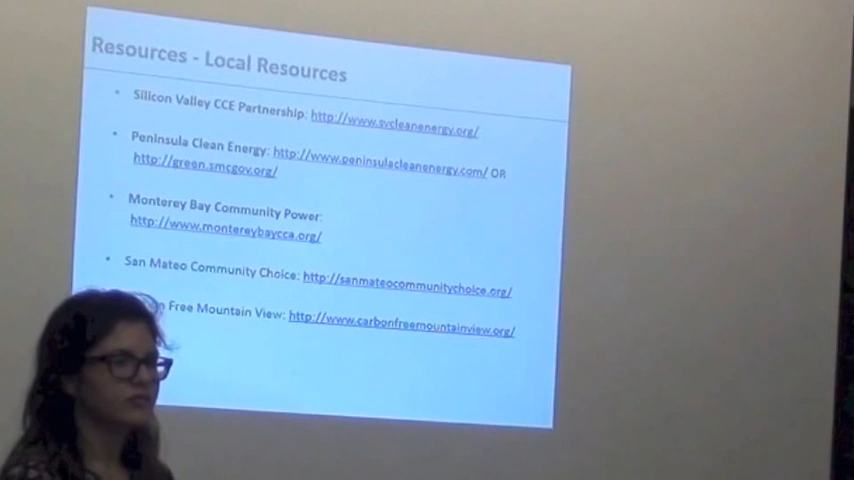 Resources - Local Resources
• Silicon Valley CCE Partnership: http://www.svcleanenergy.org/
• Peninsula Clean Energy: http://www.peninsulacleanenergy.com/ OR
http://green.smcgov.org/
• Monterey Bay Community Power:
http://www.montereybaycca.org/
• San Mateo Community Choice: http://sanmateocommunitychoice.org/
Free Mountain View: http://www.carbonfreemountainview.org/